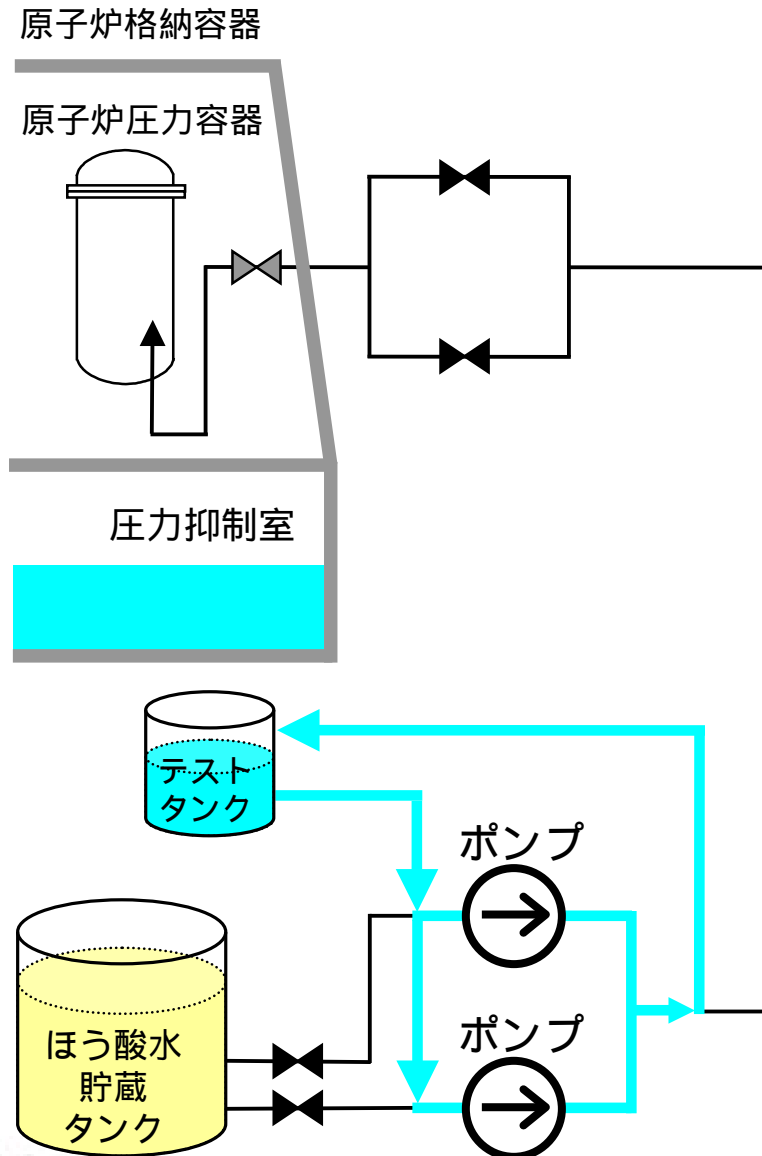 原子炉格納容器
原子炉圧力容器
圧力抑制室
テスト
タンク
ポンプ
ポンプ
ほう酸水
貯蔵
タンク